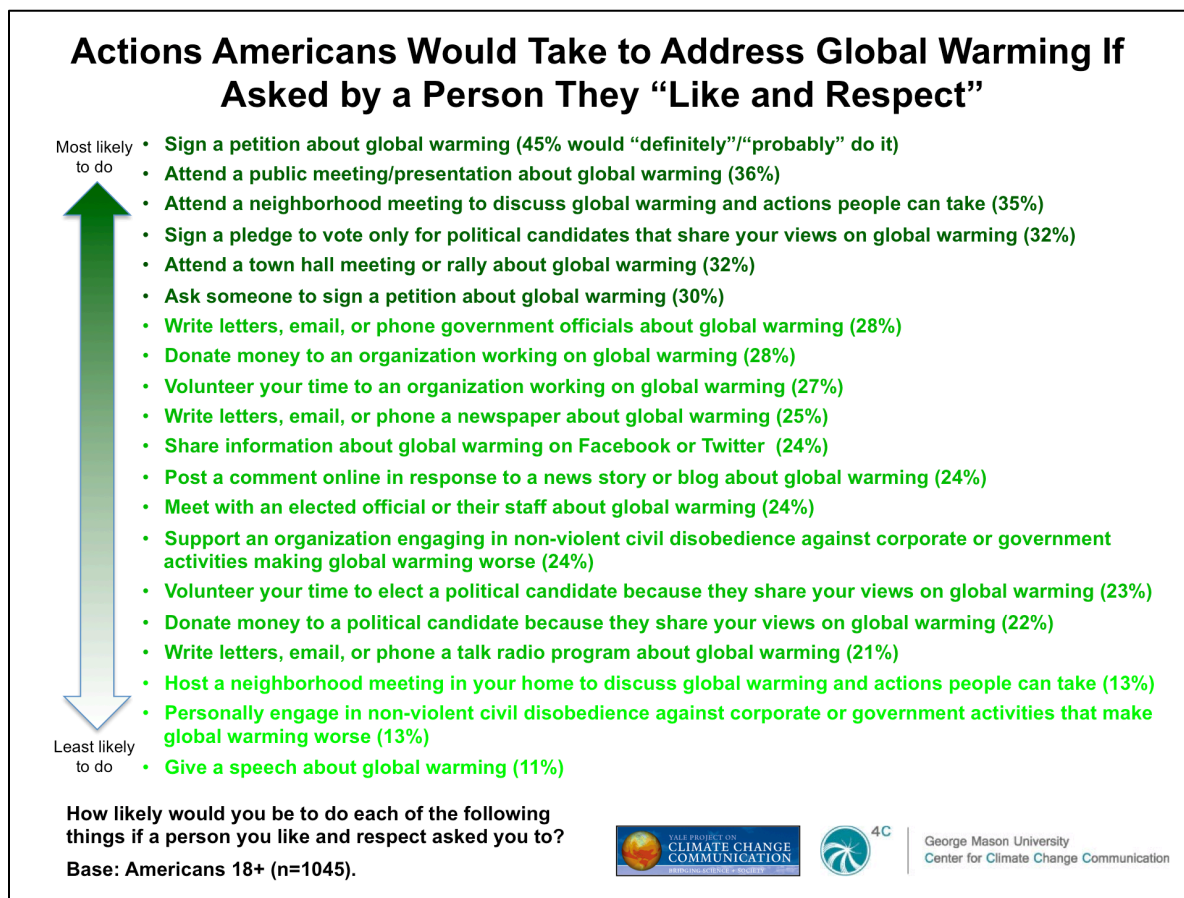 Actions Americans Would Take to Address Global Warming If
Asked by a Person They “Like and Respect”
Most likely
to do
• Sign a petition about global warming (45% would “definitely”/“probably” do it)
• Attend a public meeting/presentation about global warming (36%)
• Attend a neighborhood meeting to discuss global warming and actions people can take (35%)
• Sign a pledge to vote only for political candidates that share your views on global warming (32%)
• Attend a town hall meeting or rally about global warming (32%)
• Ask someone to sign a petition about global warming (30%)
• Write letters, email, or phone government officials about global warming (28%)
• Donate money to an organization working on global warming (28%)
• Volunteer your time to an organization working on global warming (27%)
• Write letters, email, or phone a newspaper about global warming (25%)
• Share information about global warming on Facebook or Twitter (24%)
• Post a comment online in response to a news story or blog about global warming (24%)
• Meet with an elected official or their staff about global warming (24%)
• Support an organization engaging in non-violent civil disobedience against corporate or government
activities making global warming worse (24%)
• Volunteer your time to elect a political candidate because they share your views on global warming (23%)
• Donate money to a political candidate because they share your views on global warming (22%)
• Write letters, email, or phone a talk radio program about global warming (21%)
• Host a neighborhood meeting in your home to discuss global warming and actions people can take (13%)
• Personally engage in non-violent civil disobedience against corporate or government activities that make
global warming worse (13%)
• Give a speech about global warming (11%)
Least likely
to do
How likely would you be to do each of the following
things if a person you like and respect asked you to?
Base: Americans 18+ (n=1045).
YALE PROJECT ON
CLIMATE CHANGE
COMMUNICATION
BRIDGING SCIENCE + SOCIETY
4C
George Mason University
Center for Climate Change Communication